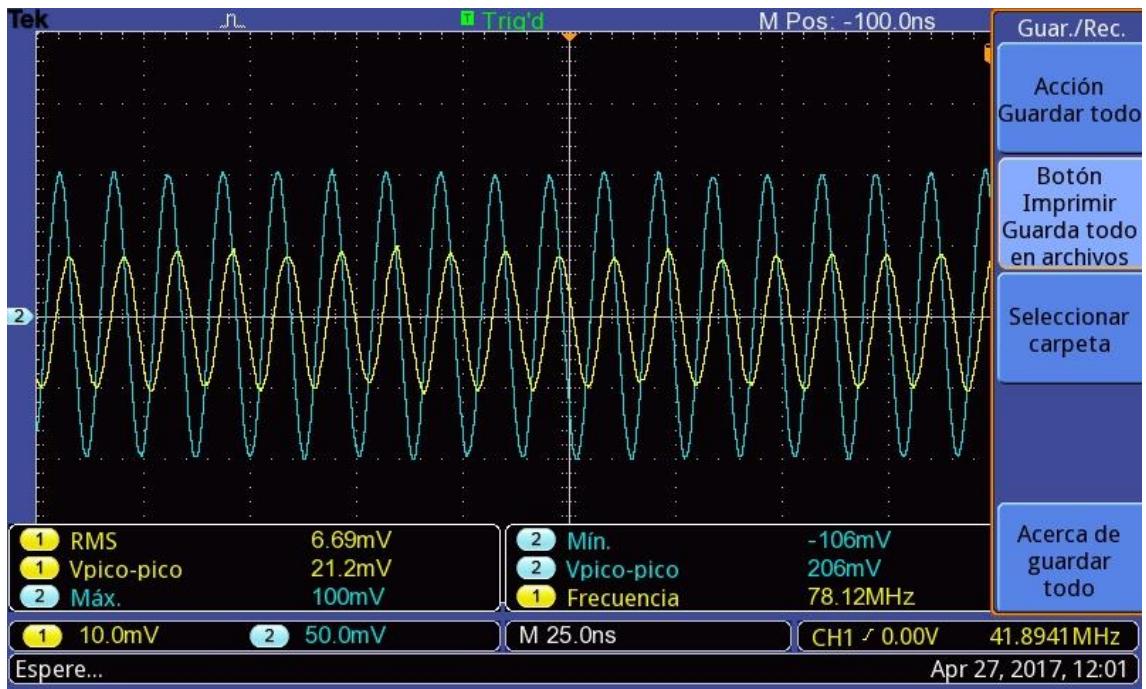 Tek
T Trig'd
M Pos: -100.0ns
Guar./Rec.
Acción
Guardar todo
Botón
Imprimir
Guarda todo
en archivos
Seleccionar
carpeta
Acerca de
guardar
todo
2
1 RMS 6.69mV
1 Vpico-pico 21.2mV
2 Máx. 100mV
2 Mín. -106mV
2 Vpico-pico 206mV
1 Frecuencia 78.12MHz
1 10.0mV 2 50.0mV
M 25.0ns
CH1 0.00V 41.8941MHz
Espere...
Apr 27, 2017, 12:01